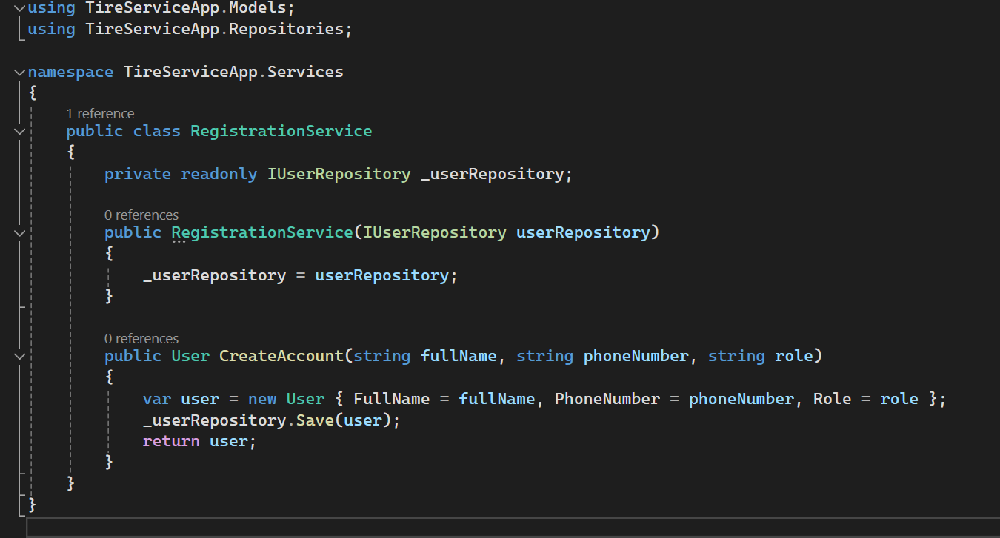 using TireServiceApp.Models;
using TireServiceApp.Repositories;
namespace TireServiceApp.Services
{
1 reference
public class RegistrationService
{
private readonly IUserRepository _userRepository;
0 references
public RegistrationService(IUserRepository userRepository)
{
_userRepository = userRepository;
}
0 references
public User CreateAccount(string fullName, string phoneNumber, string role)
{
var user = new User { FullName = fullName, PhoneNumber = phoneNumber, Role = role };
_userRepository.Save(user);
return user;
}
}
}